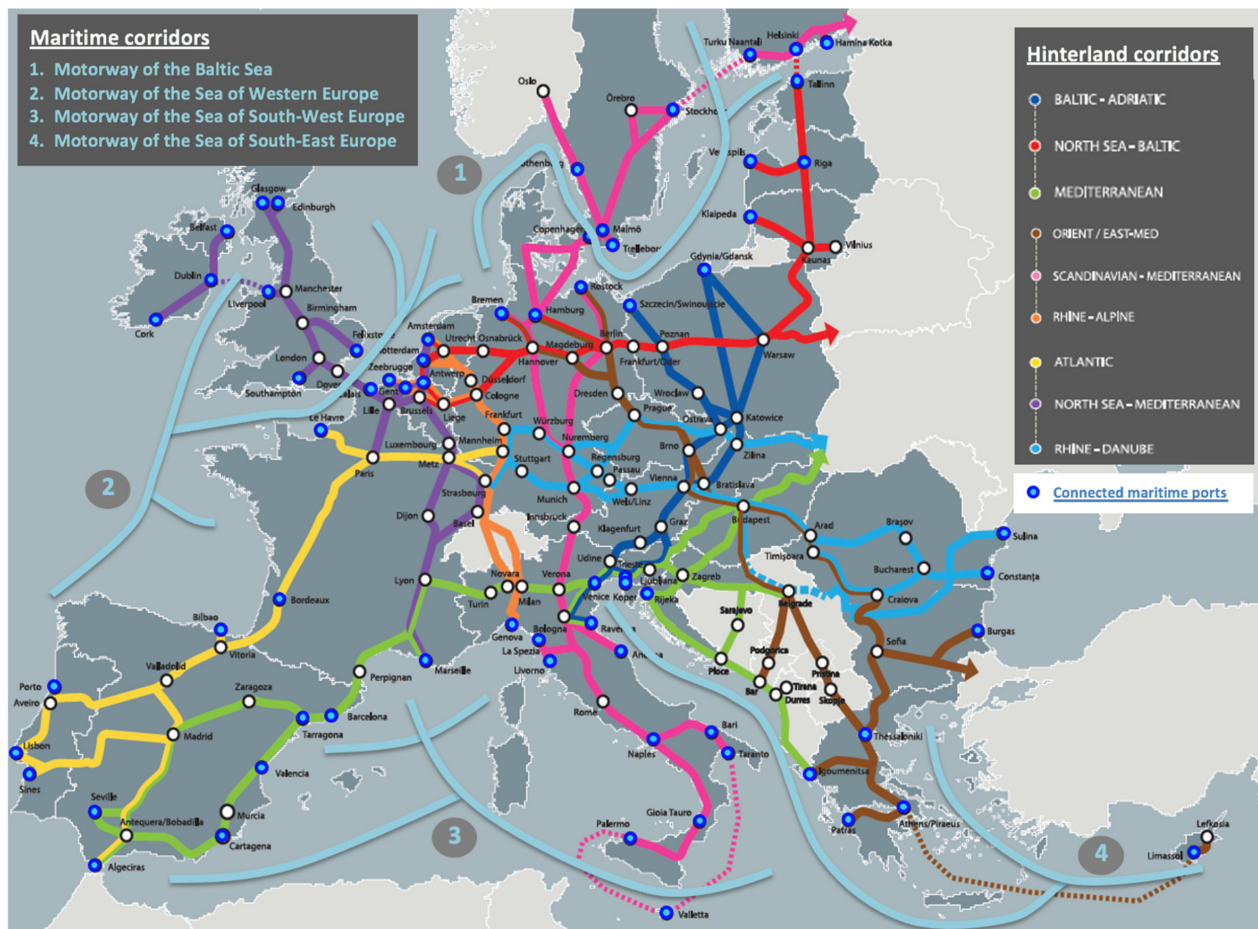 Maritime corridors
1. Motorway of the Baltic Sea
2. Motorway of the Sea of Western Europe
3. Motorway of the Sea of South-West Europe
4. Motorway of the Sea of South-East Europe
Hinterland corridors
BALTIC – ADRIATIC
NORTH SEA – BALTIC
MEDITERRANEAN
ORIENT / EAST-MED
SCANDINAVIAN – MEDITERRANEAN
RHINE – ALPINE
ATLANTIC
NORTH SEA – MEDITERRANEAN
RHINE – DANUBE
Connected maritime ports
Helsinki
Turku Naantali
Hamina Kotka
Oslo
Tallinn
Örebro
Stockholm
1
Ventspils
Riga
Glasgow
Edinburgh
Klaipeda
Belfast
Copenhagen
Malmö
Trelleborg
Vilnius
Kaunas
Gdynia/Gdansk
Dublin
Liverpool
Manchester
Rostock
Szczecin/Swinoujscie
Cork
Birmingham
Bremen
Hamburg
Felixstowe
Amsterdam
Utrecht
Osnabrück
Magdeburg
Berlin
Poznan
Warsaw
London
Rotterdam
Hannover
Frankfurt/Oder
Zeebrugge
Antwerp
Düsseldorf
Southampton
Dover
Calais
Gent
Cologne
Dresden
Wrocław
Lille
Brussels
Liege
Le Havre
Frankfurt
Würzburg
Prague
Ostrava
Katowice
Luxembourg
Mannheim
Nuremberg
Brno
Zilina
Paris
Metz
Stuttgart
Regensburg
Passau
2
Strasbourg
Munich
Wels/Linz
Vienna
Bratislava
Dijon
Basel
Innsbruck
Klagenfurt
Graz
Budapest
Arad
Braşov
Sulina
Udine
Timişoara
Lyon
Novara
Verona
Trieste
Ljubljana
Zagreb
Bucharest
Constanţa
Turin
Milan
Venice
Koper
Rijeka
Belgrade
Craiova
Bordeaux
Bilbao
Genova
Bologna
Ravenna
Sarajevo
Sofia
Burgas
Vitoria
La Spezia
Livorno
Ancona
Valladolid
Marseille
Ploce
Podgorica
Pristina
Porto
Zaragoza
Perpignan
Bar
Tirana
Durres
Skopje
Aveiro
Rome
Barcelona
Tarragona
Madrid
Bari
Thessaloniki
Lisbon
Naples
Taranto
Sines
Valencia
Igoumenitsa
Seville
Murcia
Gioia Tauro
Patras
Athens/Piraeus
Lefkosia
Antequera/Bobadilla
Cartagena
Palermo
3
4
Limassol
Algeciras
Valletta